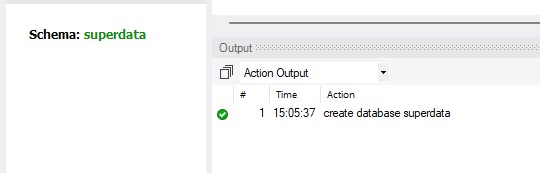 Schema: superdata
Output
Action Output
# Time Action
1 15:05:37 create database superdata